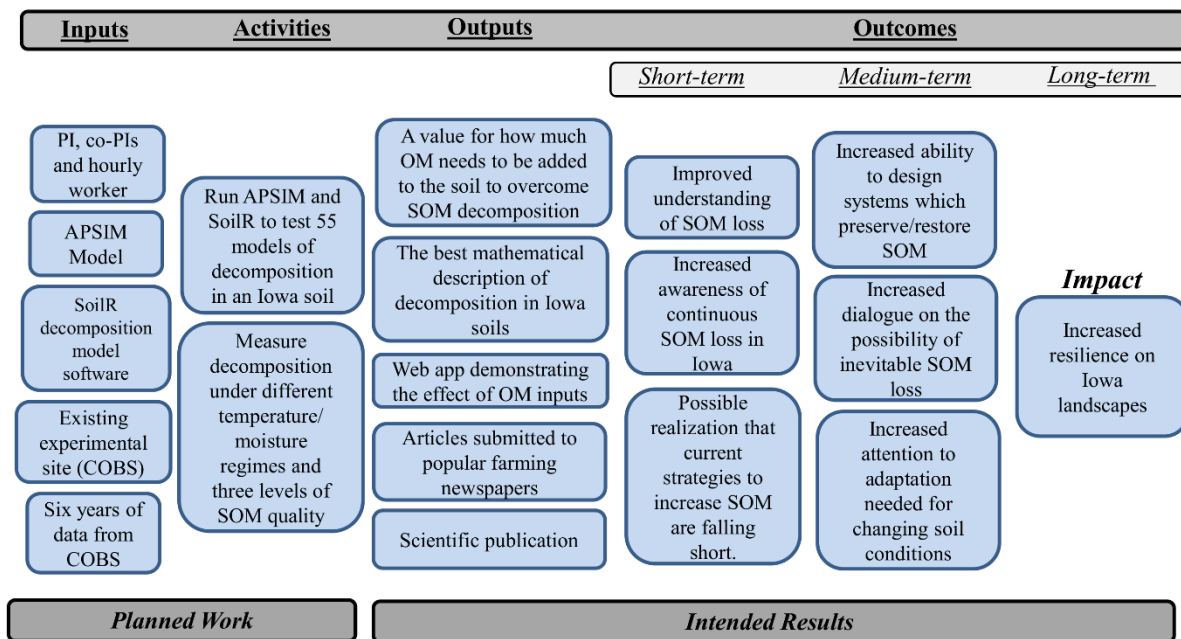 Inputs
Activities
Outputs
Outcomes
Short-term
Medium-term
Long-term
PI, co-PIs
and hourly
worker
APSIM
Model
SoilR
decomposition
model
software
Existing
experimental
site (COBS)
Six years of
data from
COBS
Run APSIM and
SoilR to test 55
models of
decomposition
in an Iowa soil
Measure
decomposition
under different
temperature/
moisture
regimes and
three levels of
SOM quality
A value for how much
OM needs to be added
to the soil to overcome
SOM decomposition
The best mathematical
description of
decomposition in Iowa
soils
Web app demonstrating
the effect of OM inputs
Articles submitted to
popular farming
newspapers
Scientific publication
Improved
understanding
of SOM loss
Increased
awareness of
continuous
SOM loss in
Iowa
Possible
realization that
current
strategies to
increase SOM
are falling
short.
Increased ability
to design
systems which
preserve/restore
SOM
Increased
dialogue on the
possibility of
inevitable SOM
loss
Increased
attention to
adaptation
needed for
changing soil
conditions
Impact
Increased
resilience on
Iowa
landscapes
Planned Work
Intended Results